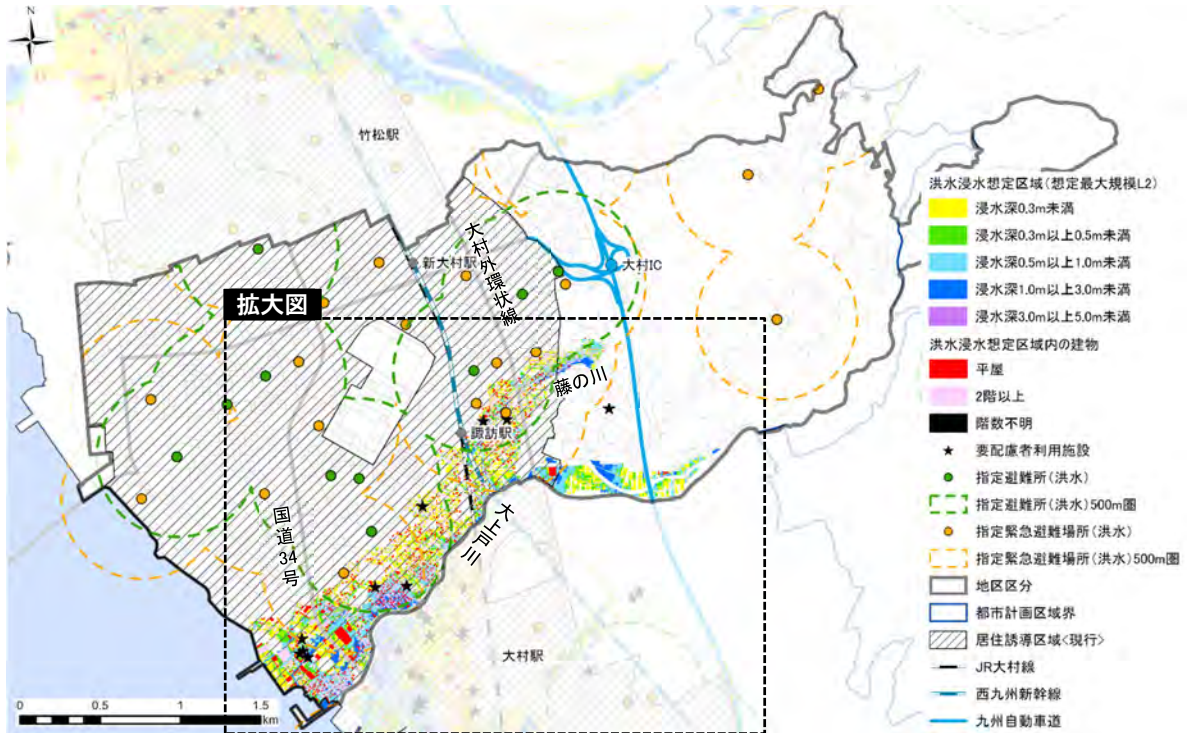 N
竹松駅
新大村駅
大村外環状線
大村IC
拡大図
藤の川
諏訪駅
国道34号
大上戸川
大村駅
0 0.5 1 1.5
km
洪水浸水想定区域(想定最大規模L2)
浸水深0.3m未満
浸水深0.3m以上0.5m未満
浸水深0.5m以上1.0m未満
浸水深1.0m以上3.0m未満
浸水深3.0m以上5.0m未満
洪水浸水想定区域内の建物
平屋
2階以上
階数不明
要配慮者利用施設
指定避難所(洪水)
指定避難所(洪水)500m圏
指定緊急避難場所(洪水)
指定緊急避難場所(洪水)500m圏
地区区分
都市計画区域界
居住誘導区域<現行>
JR大村線
西九州新幹線
九州自動車道